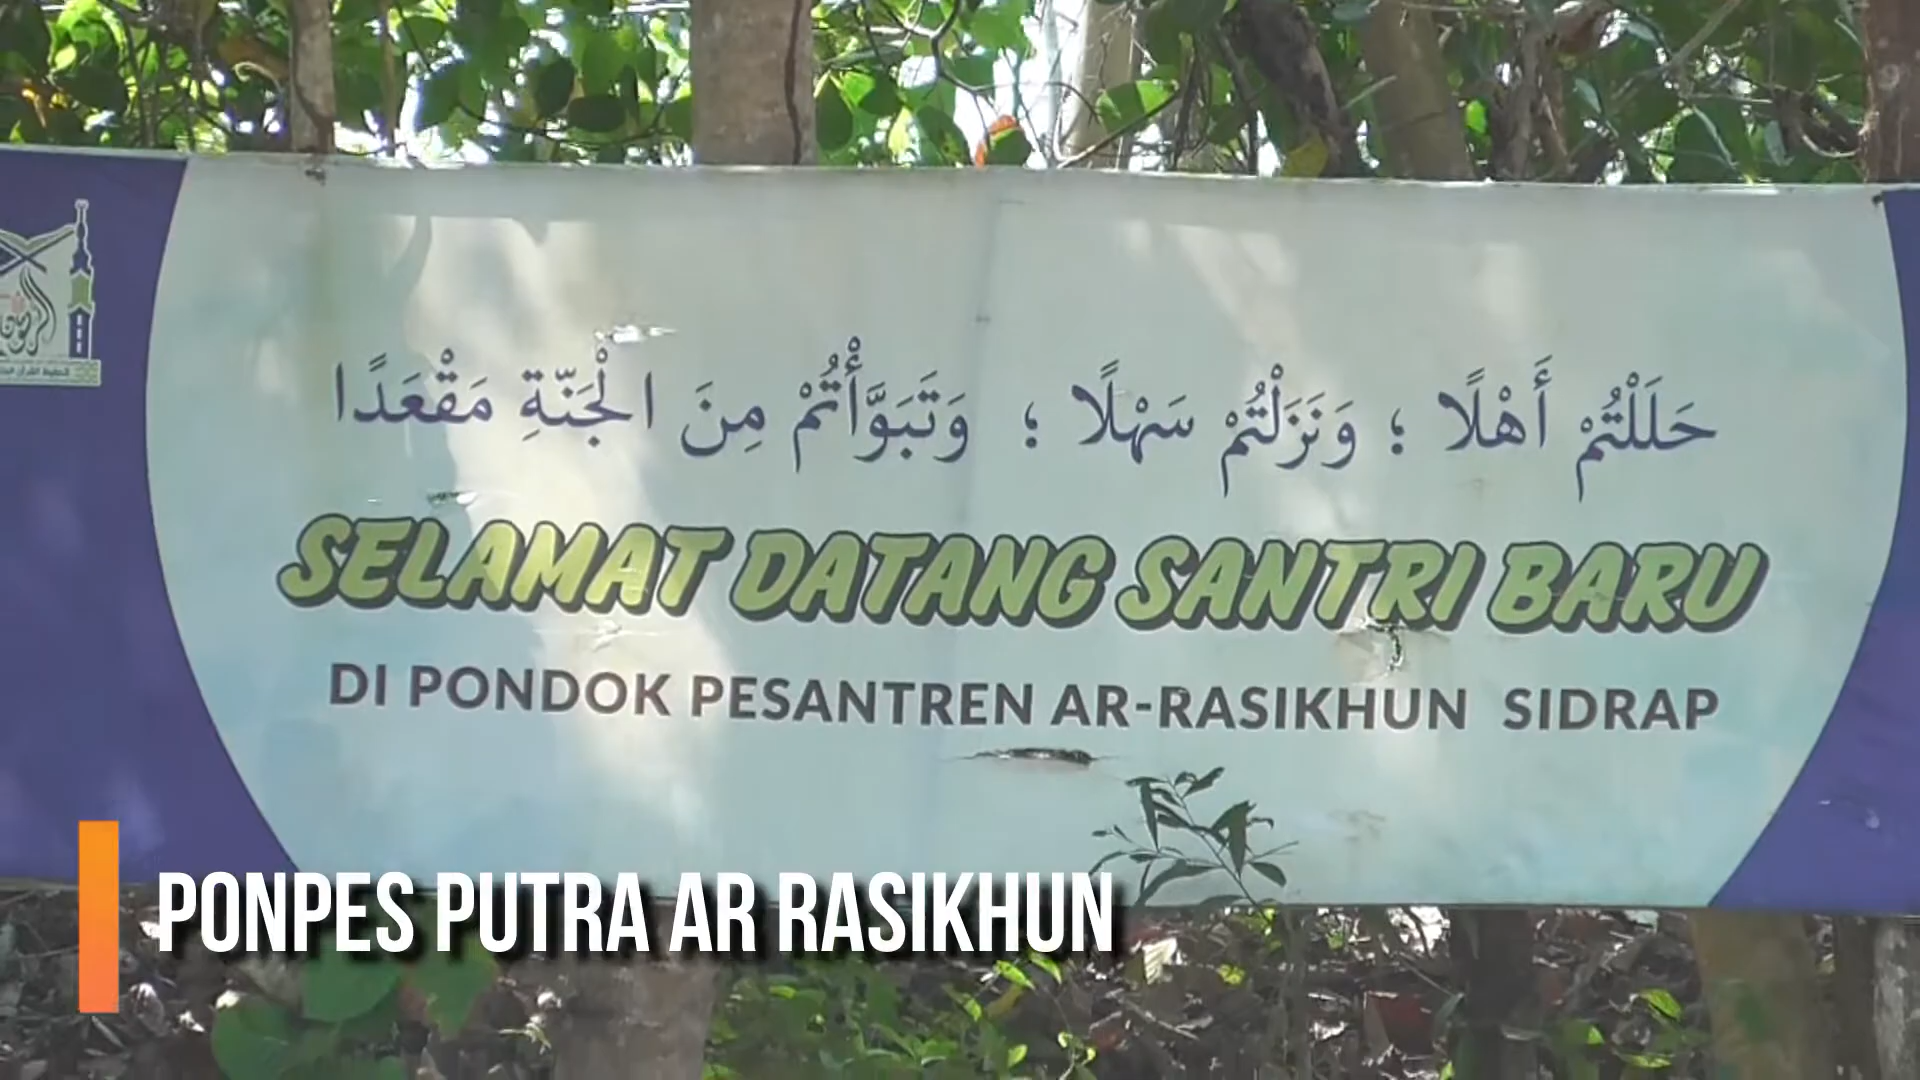 حَلَلْتُمْ أَهْلًا ؛ وَنَزَلْتُمْ سَهْلًا ؛ وَتَبَوَّأْتُمْ مِنَ الْجَنَّةِ مَقْعَدًا
SELAMAT DATANG SANTRI BARU
DI PONDOK PESANTREN AR-RASIKHUN SIDRAP
PONPES PUTRA AR RASIKHUN